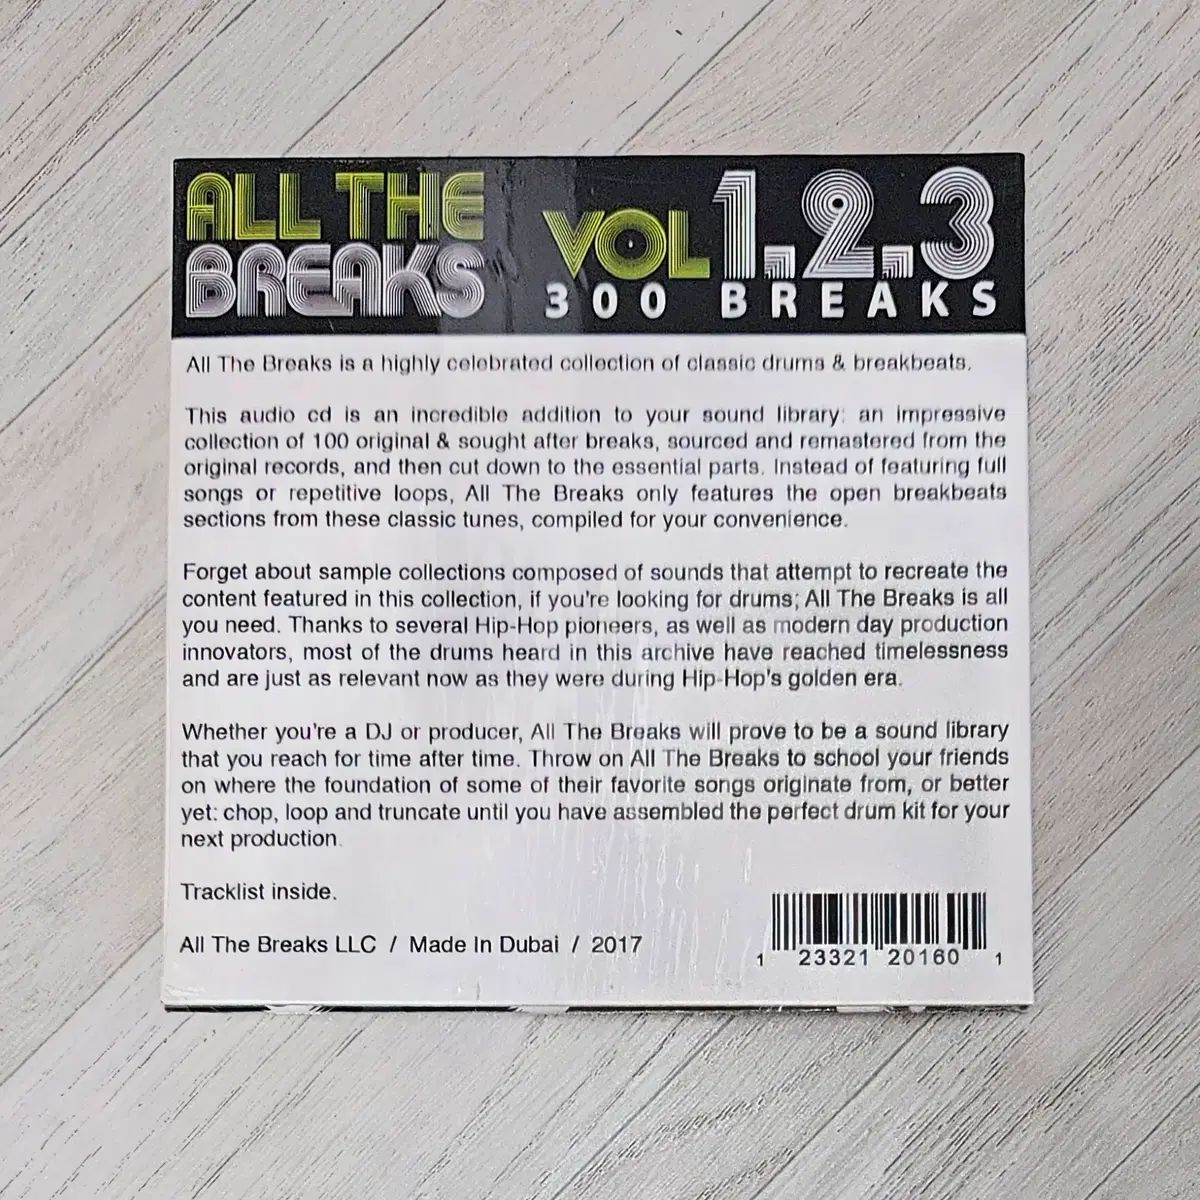 ALL THE
BREAKS
VOL 1.2.3
300 BREAKS
All The Breaks is a highly celebrated collection of classic drums & breakbeats.
This audio cd is an incredible addition to your sound library: an impressive
collection of 100 original & sought after breaks, sourced and remastered from the
original records, and then cut down to the essential parts. Instead of featuring full
songs or repetitive loops, All The Breaks only features the open breakbeats
sections from these classic tunes, compiled for your convenience.
Forget about sample collections composed of sounds that attempt to recreate the
content featured in this collection, if you're looking for drums; All The Breaks is all
you need. Thanks to several Hip-Hop pioneers, as well as modern day production
innovators, most of the drums heard in this archive have reached timelessness
and are just as relevant now as they were during Hip-Hop's golden era.
Whether you're a DJ or producer, All The Breaks will prove to be a sound library
that you reach for time after time. Throw on All The Breaks to school your friends
on where the foundation of some of their favorite songs originate from, or better
yet: chop, loop and truncate until you have assembled the perfect drum kit for your
next production.
Tracklist inside.
All The Breaks LLC / Made In Dubai / 2017
1 23321 20160 1